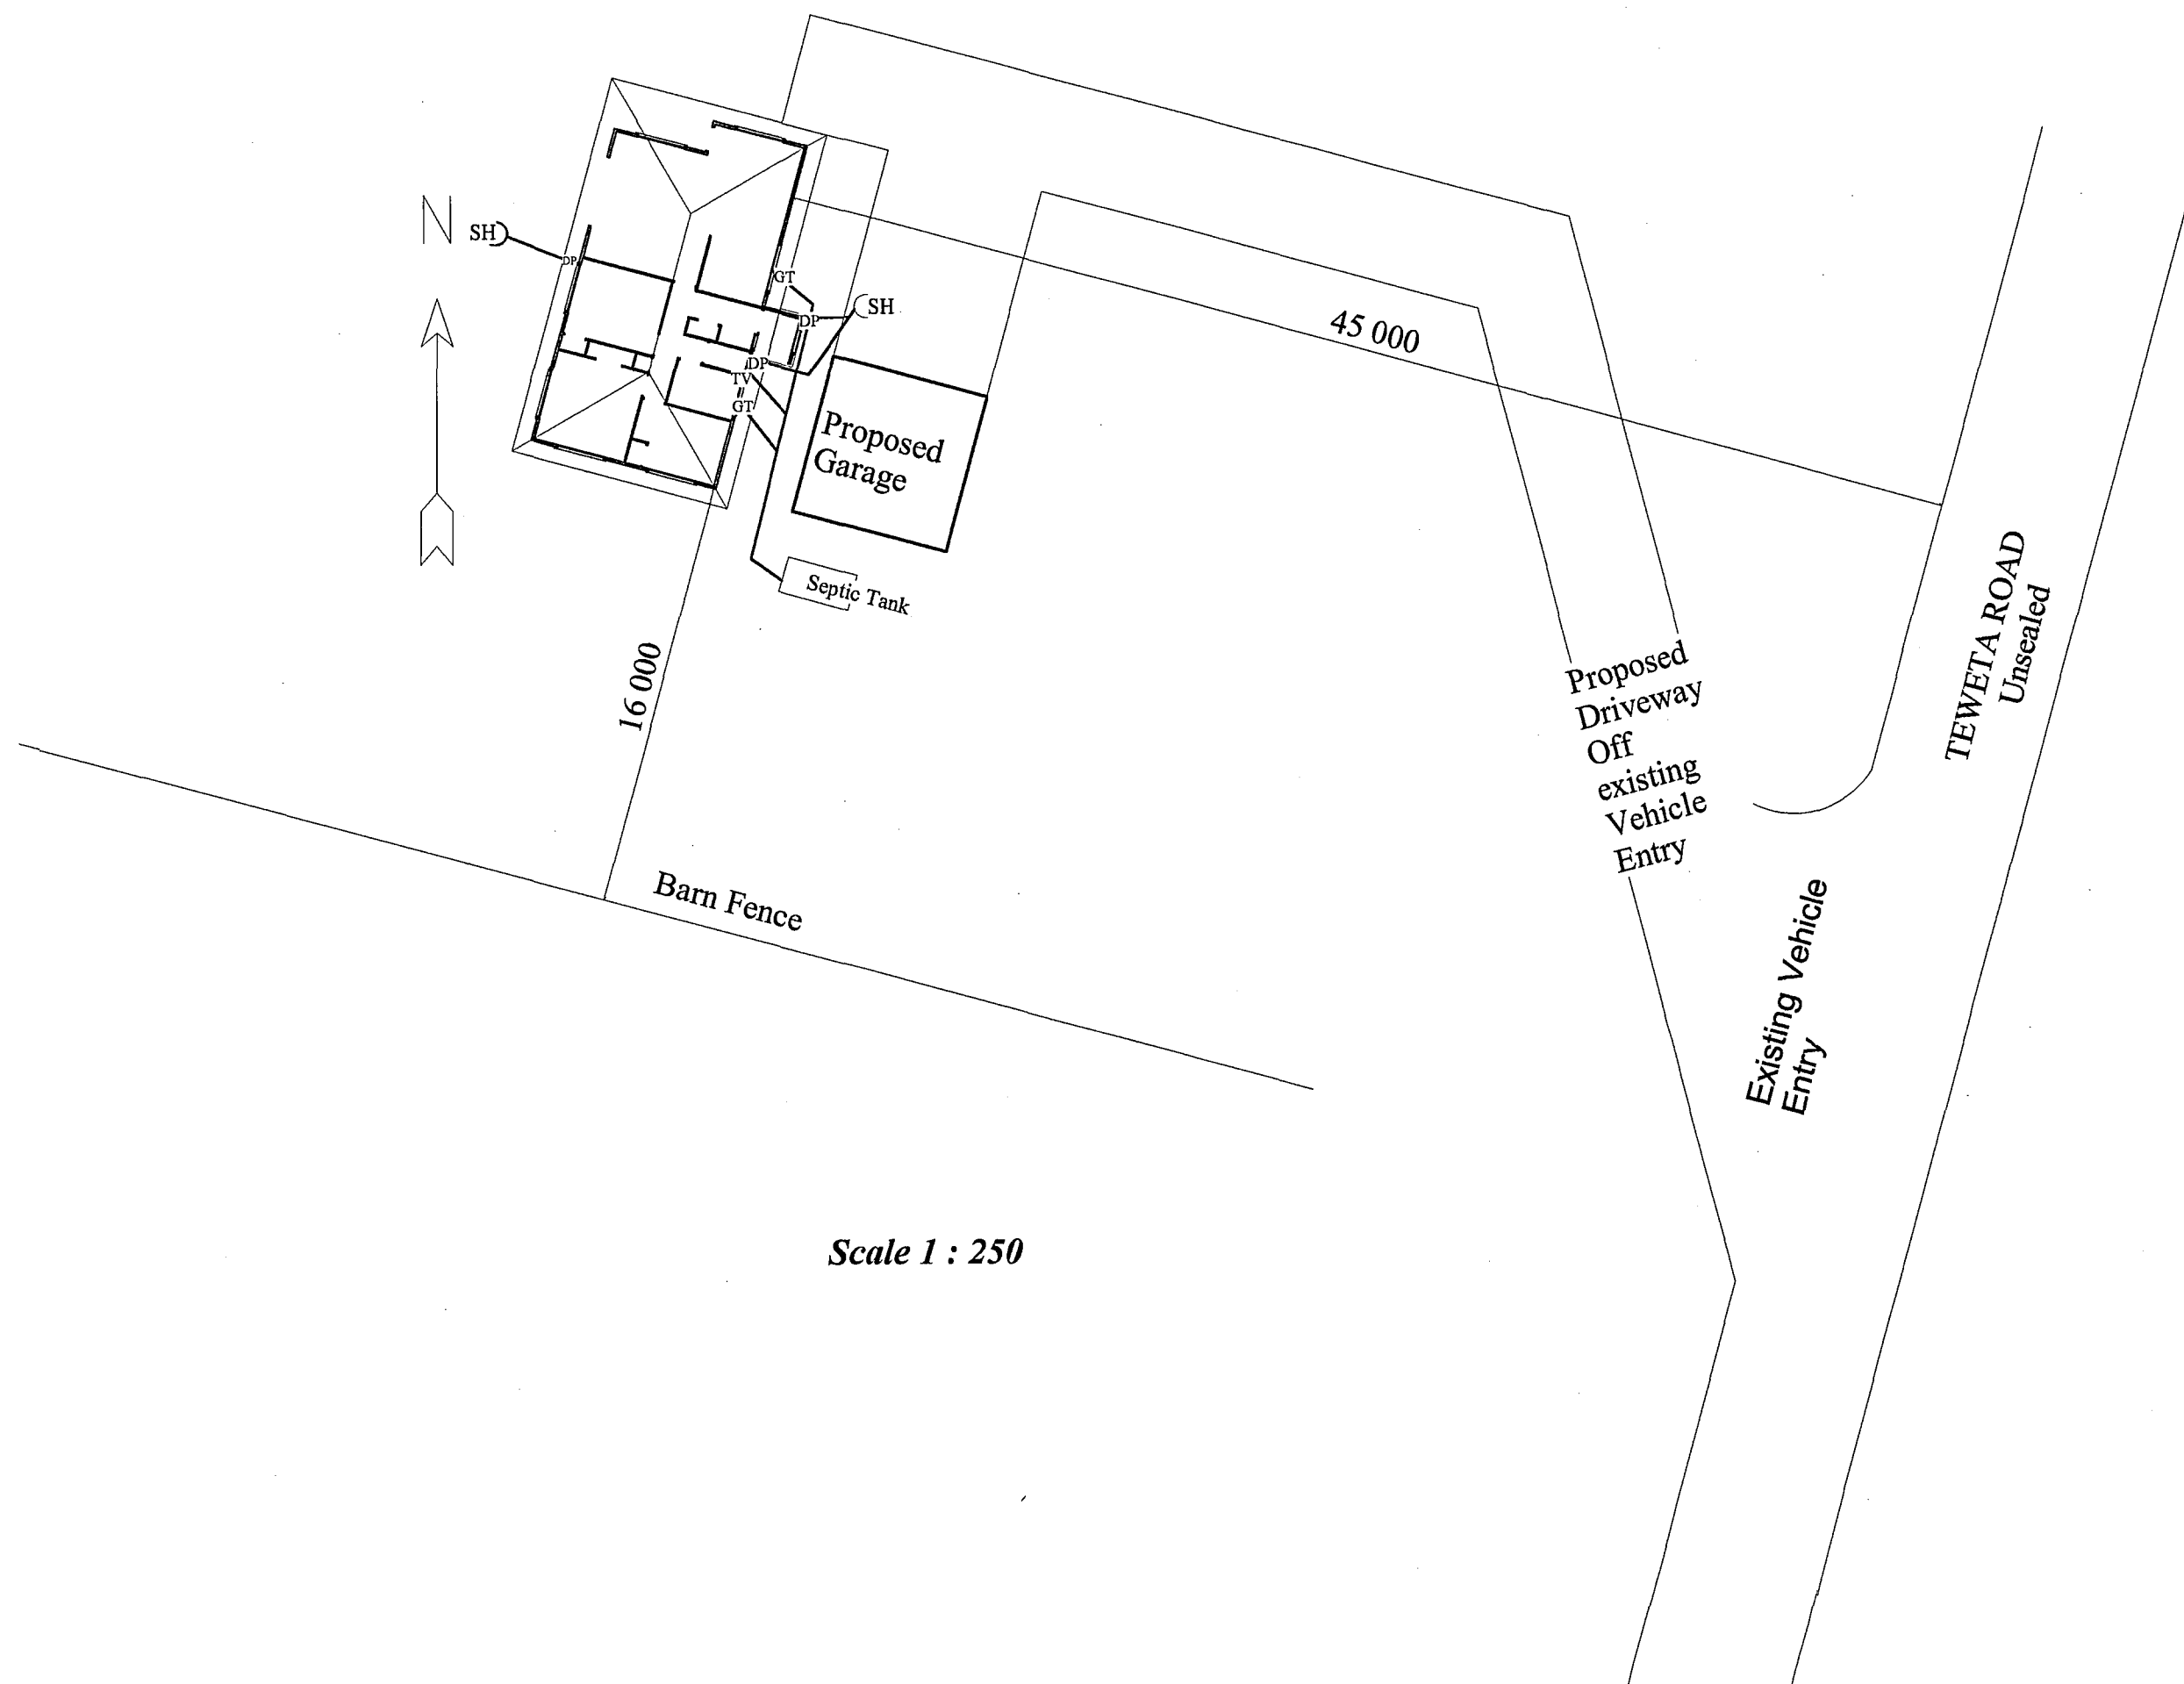 N
SH
DP
GT
SH
DP
DP
TV
GT
Proposed
Garage
Septic Tank
45 000
16 000
Barn Fence
Proposed
Driveway
Off
existing
Vehicle
Entry
TEWETA ROAD
Unsealed
Existing Vehicle
Entry
Scale 1 : 250